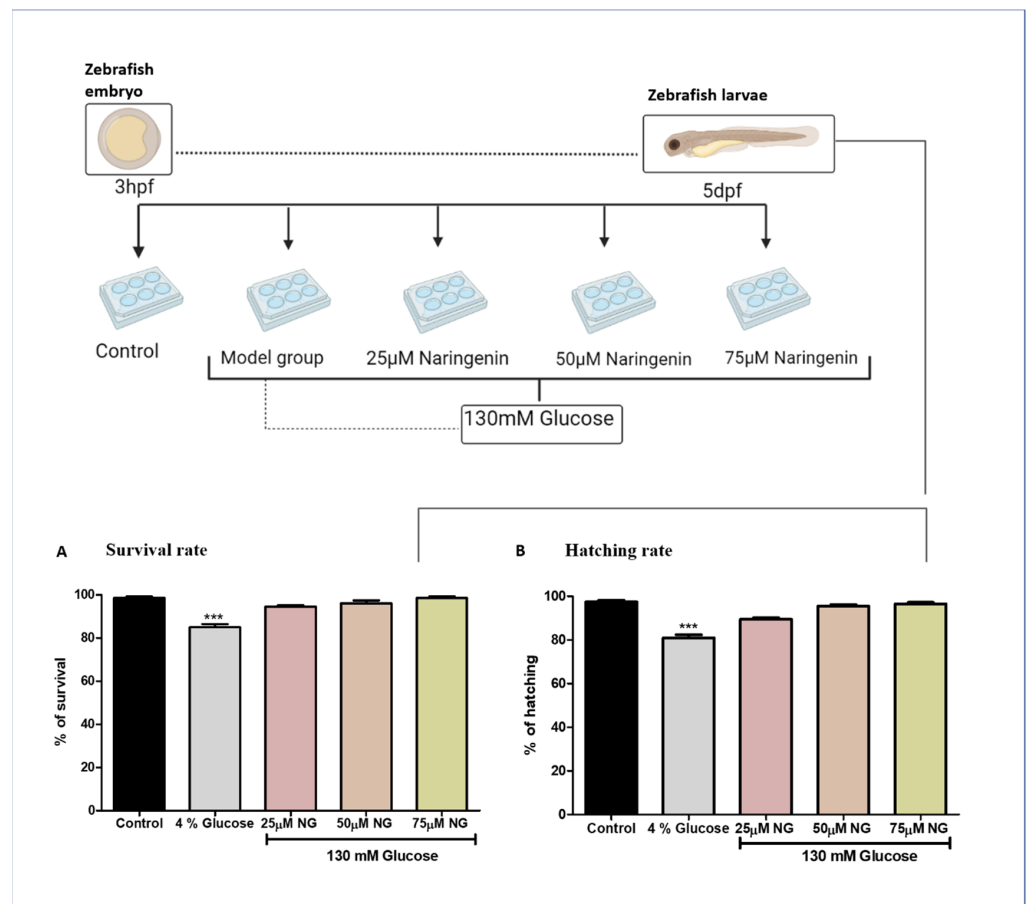 Zebrafish
embryo
Zebrafish larvae
3hpf
5dpf
Control
Model group
25μM Naringenin
50μM Naringenin
75μM Naringenin
130mM Glucose
A Survival rate
100
80
60
40
20
0
% of survival
***
Control
4 % Glucose
25μM NG
50μM NG
75μM NG
130 mM Glucose
B Hatching rate
100
80
60
40
20
0
% of hatching
***
Control
4 % Glucose
25μM NG
50μM NG
75μM NG
130 mM Glucose